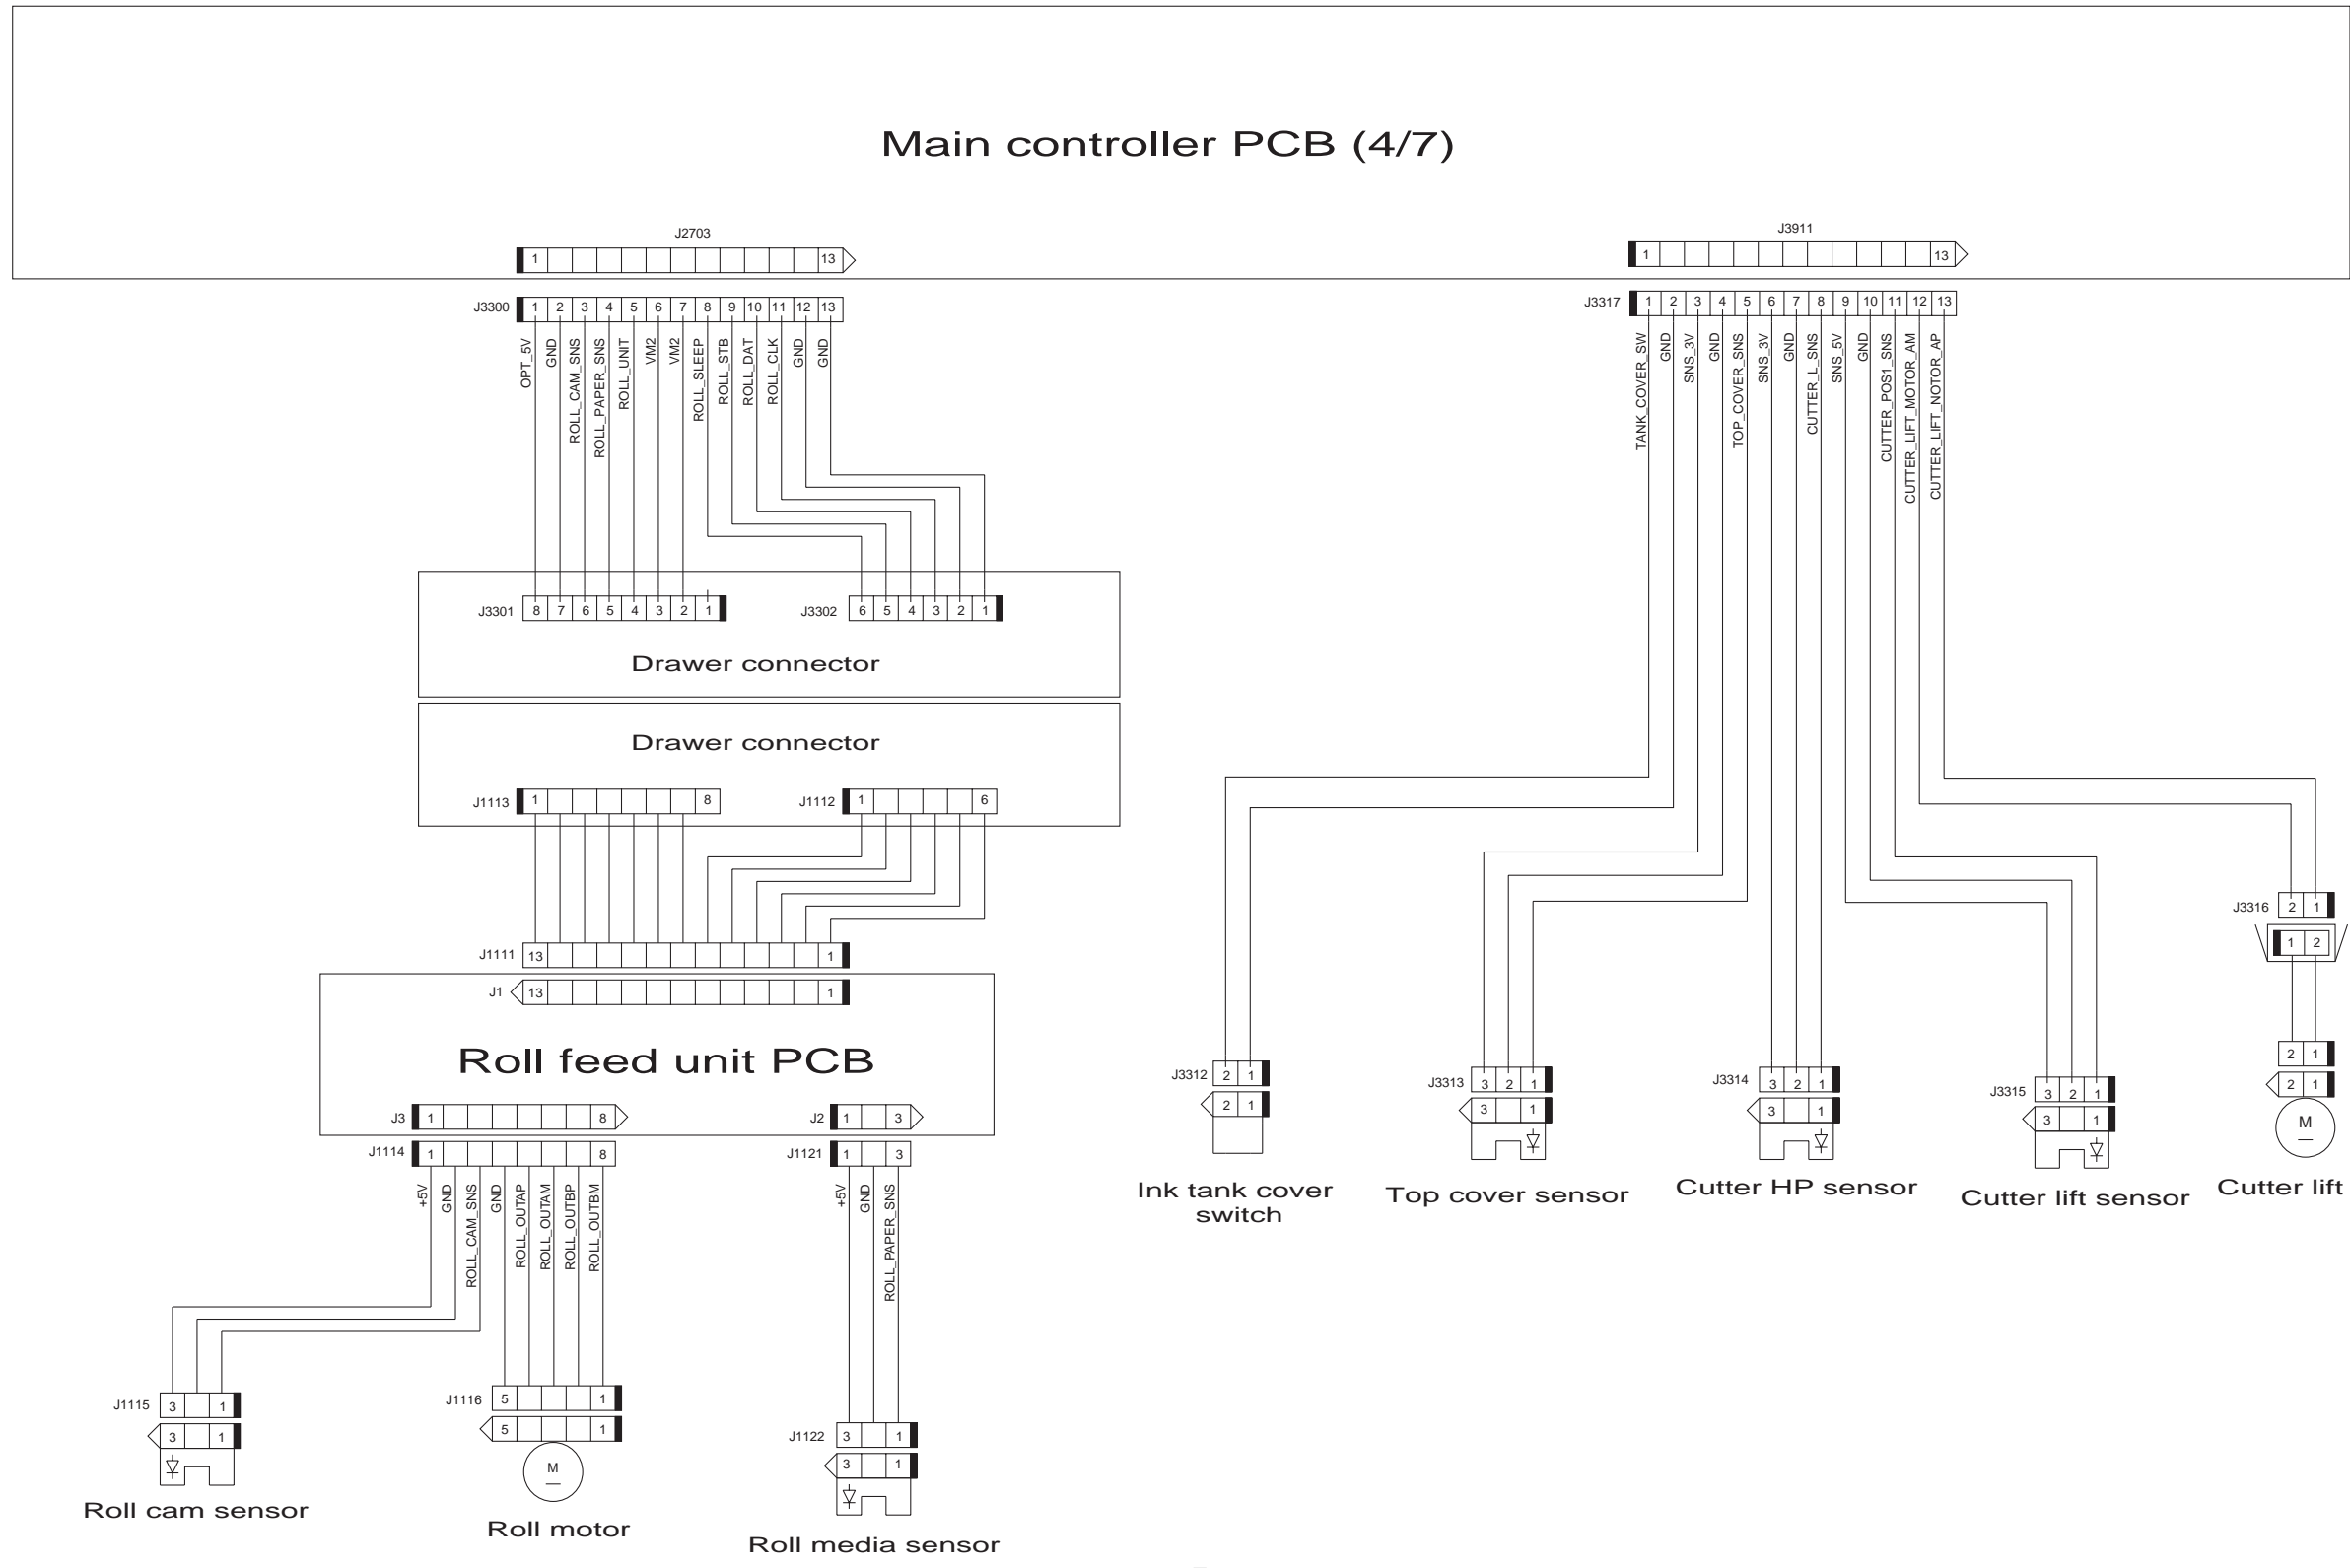 Main controller PCB (4/7)
J2703
J3911
1 13
1 13
J3300 1 2 3 4 5 6 7 8 9 10 11 12 13
J3317 1 2 3 4 5 6 7 8 9 10 11 12 13
OPT_5V
GND
ROLL_CAM_SNS
ROLL_PAPER_SNS
ROLL_UNIT
VM2
VM2
ROLL_SLEEP
ROLL_STB
ROLL_DAT
ROLL_CLK
GND
GND
TANK_COVER_SW
GND
SNS_3V
GND
TOP_COVER_SNS
SNS_3V
GND
CUTTER_L_SNS
SNS_5V
GND
CUTTER_POS1_SNS
CUTTER_LIFT_MOTOR_AM
CUTTER_LIFT_NOTOR_AP
J3301 8 7 6 5 4 3 2 1
J3302 6 5 4 3 2 1
Drawer connector
Drawer connector
J1113 1 8
J1112 1 6
J1111 13 1
J1 13 1
Roll feed unit PCB
J3 1 8
J2 1 3
J1114 1 8
J1121 1 3
+5V
GND
ROLL_CAM_SNS
GND
ROLL_OUTAP
ROLL_OUTAM
ROLL_OUTBP
ROLL_OUTBM
+5V
GND
ROLL_PAPER_SNS
J1115 3 1
3 1
Roll cam sensor
J1116 5 1
5 1
M
Roll motor
J1122 3 1
3 1
Roll media sensor
J3312 2 1
2 1
Ink tank cover
switch
J3313 3 2 1
3 1
Top cover sensor
J3314 3 2 1
3 1
Cutter HP sensor
J3315 3 2 1
3 1
Cutter lift sensor
J3316 2 1
1 2
2 1
2 1
M
Cutter lift